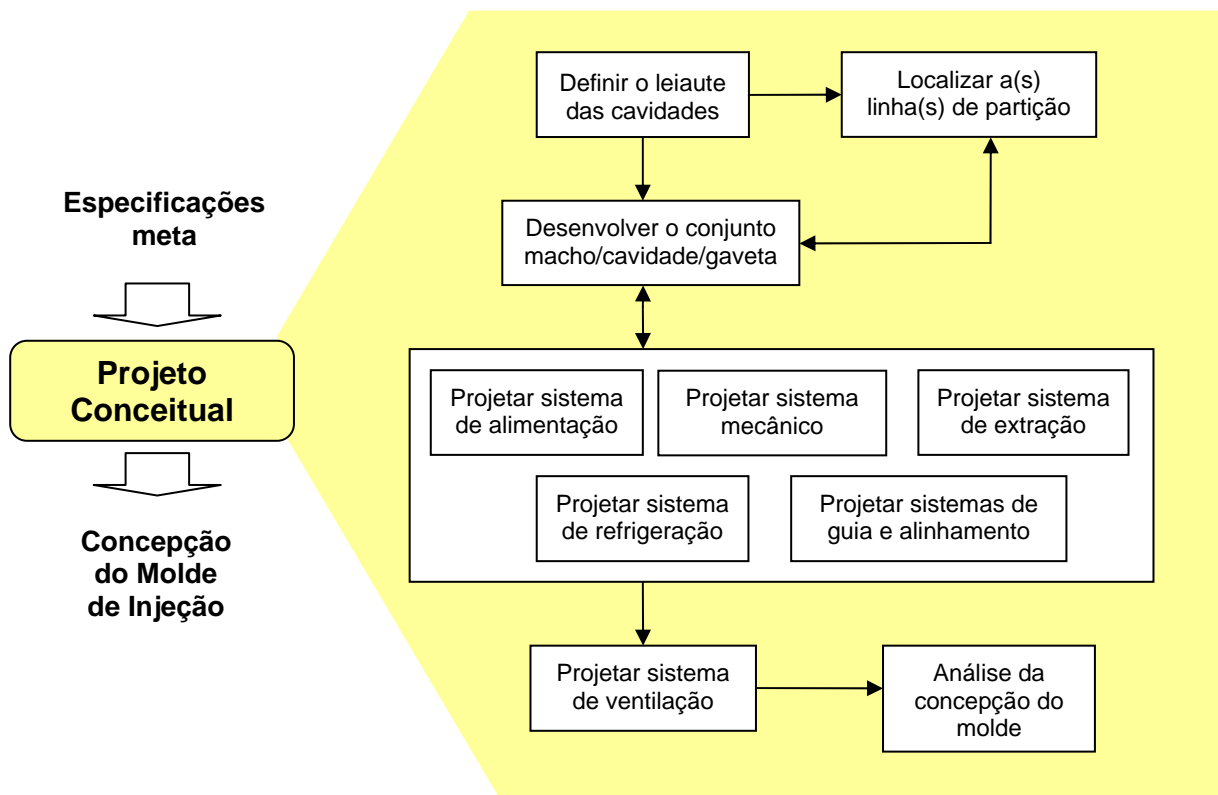 Especificações
meta
Projeto
Conceitual
Concepção
do Molde
de Injeção
Definir o leiaute
das cavidades
Localizar a(s)
linha(s) de partição
Desenvolver o conjunto
macho/cavidade/gaveta
Projetar sistema
de alimentação
Projetar sistema
mecânico
Projetar sistema
de extração
Projetar sistema
de refrigeração
Projetar sistemas de
guia e alinhamento
Projetar sistema
de ventilação
Análise da
concepção do
molde